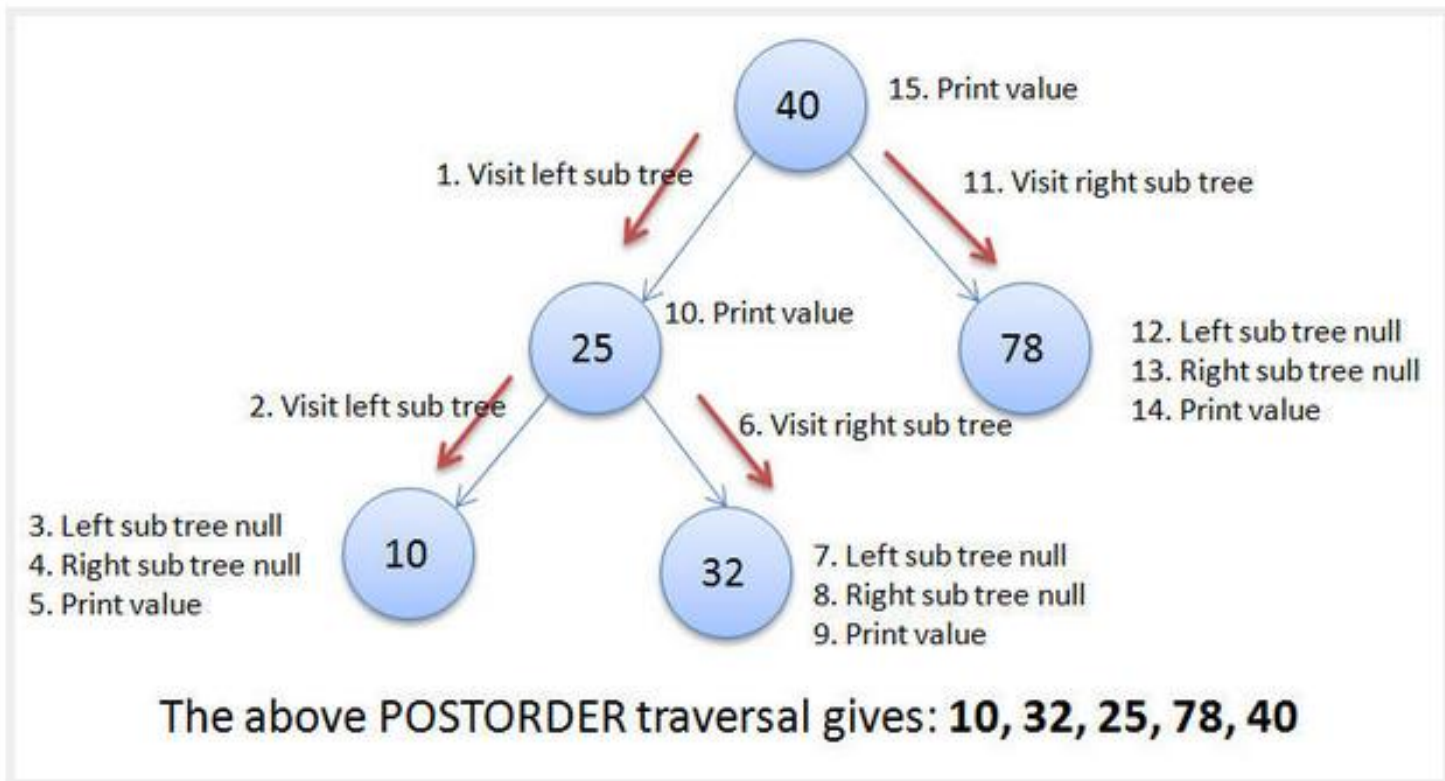 40
15. Print value
1. Visit left sub tree
11. Visit right sub tree
25
10. Print value
78
12. Left sub tree null
13. Right sub tree null
14. Print value
2. Visit left sub tree
6. Visit right sub tree
10
3. Left sub tree null
4. Right sub tree null
5. Print value
32
7. Left sub tree null
8. Right sub tree null
9. Print value
The above POSTORDER traversal gives: 10, 32, 25, 78, 40